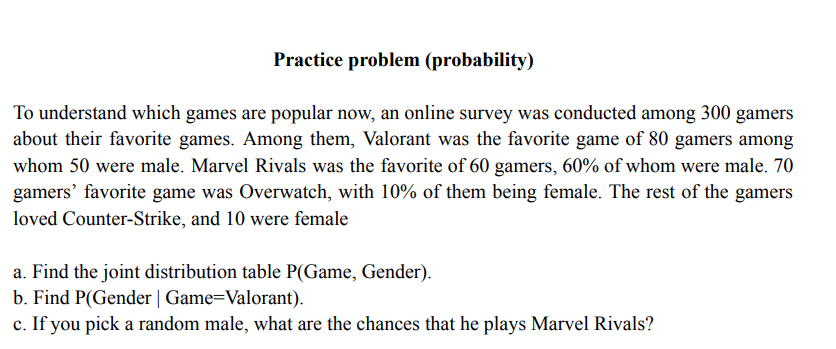 Practice problem (probability)
To understand which games are popular now, an online survey was conducted among 300 gamers
about their favorite games. Among them, Valorant was the favorite game of 80 gamers among
whom 50 were male. Marvel Rivals was the favorite of 60 gamers, 60% of whom were male. 70
gamers’ favorite game was Overwatch, with 10% of them being female. The rest of the gamers
loved Counter-Strike, and 10 were female
a. Find the joint distribution table P(Game, Gender).
b. Find P(Gender | Game=Valorant).
c. If you pick a random male, what are the chances that he plays Marvel Rivals?